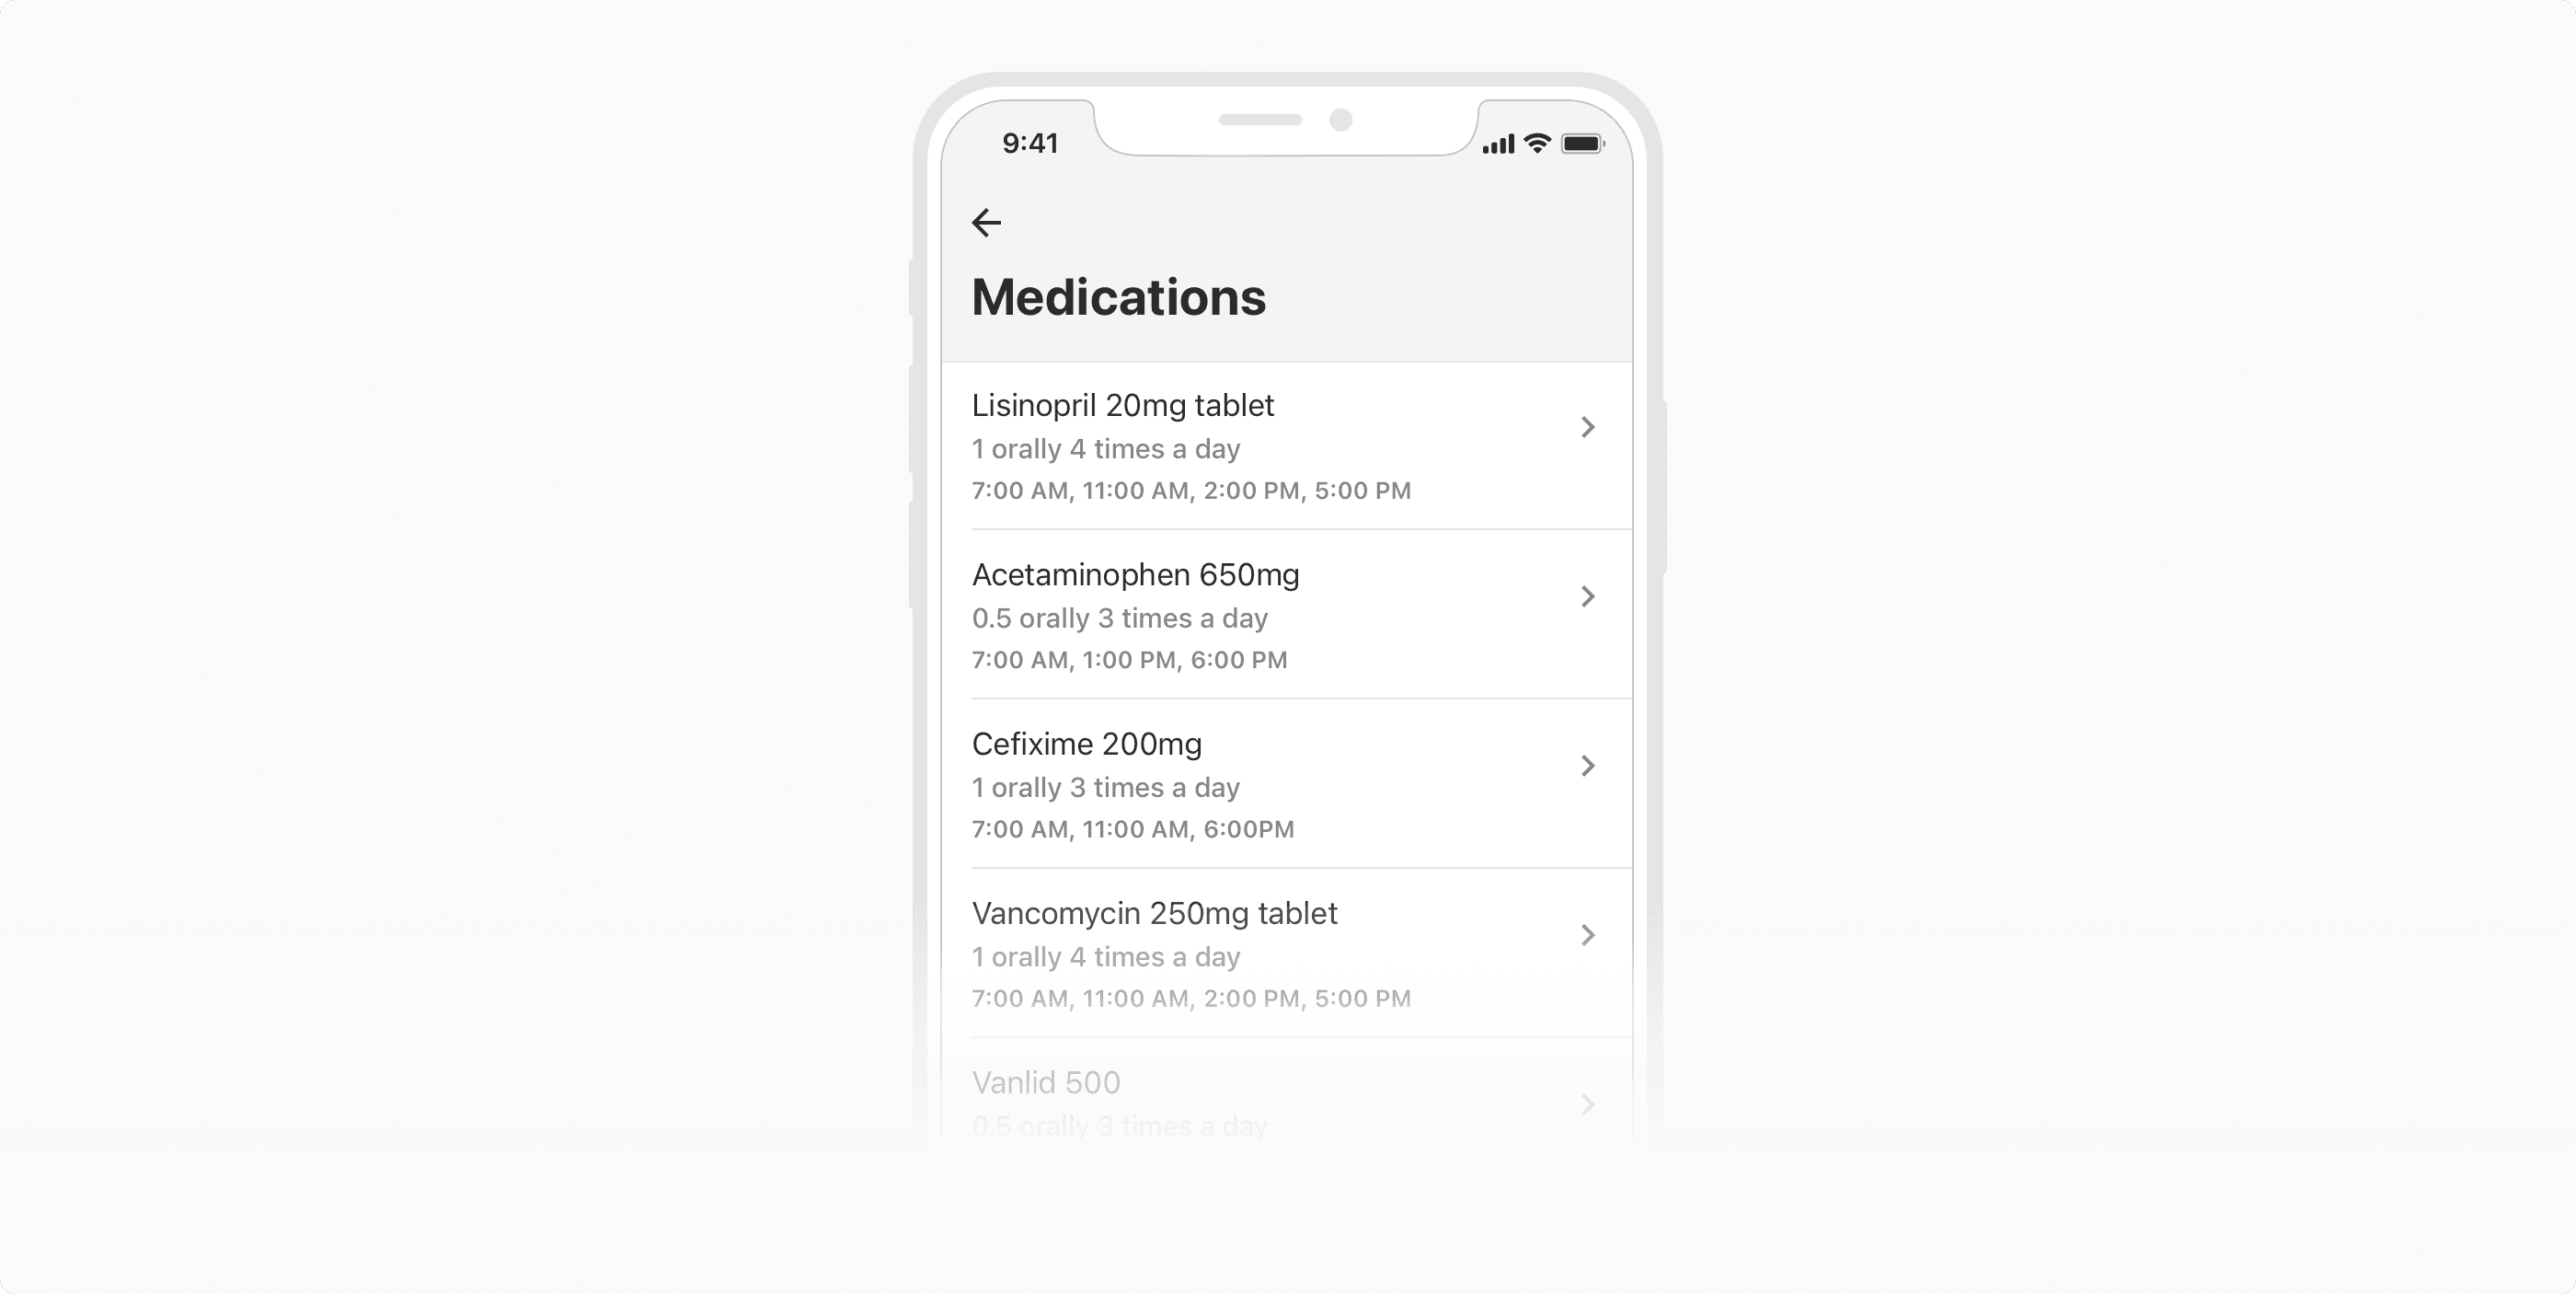 9:41
Medications
Lisinopril 20mg tablet
1 orally 4 times a day
7:00 AM, 11:00 AM, 2:00 PM, 5:00 PM
Acetaminophen 650mg
0.5 orally 3 times a day
7:00 AM, 1:00 PM, 6:00 PM
Cefixime 200mg
1 orally 3 times a day
7:00 AM, 11:00 AM, 6:00PM
Vancomycin 250mg tablet
1 orally 4 times a day
7:00 AM, 11:00 AM, 2:00 PM, 5:00 PM
Vanlid 500
0.5 orally 3 times a day